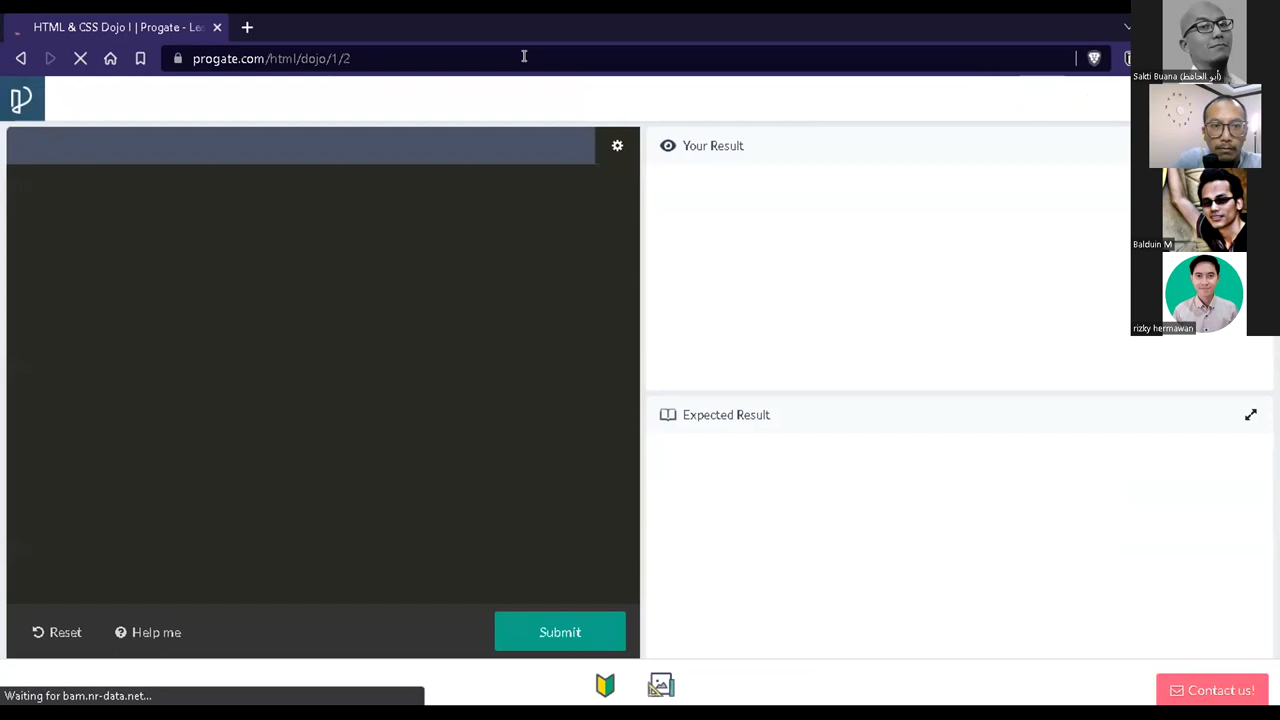 HTML & CSS Dojo I | Progate - Le
progate.com/html/dojo/1/2
Your Result
Expected Result
Reset
Help me
Submit
Waiting for bam.nr-data.net...
Contact us!
Sakti Buana (أبو الحافظ)
Balduin M
rizky hermawan